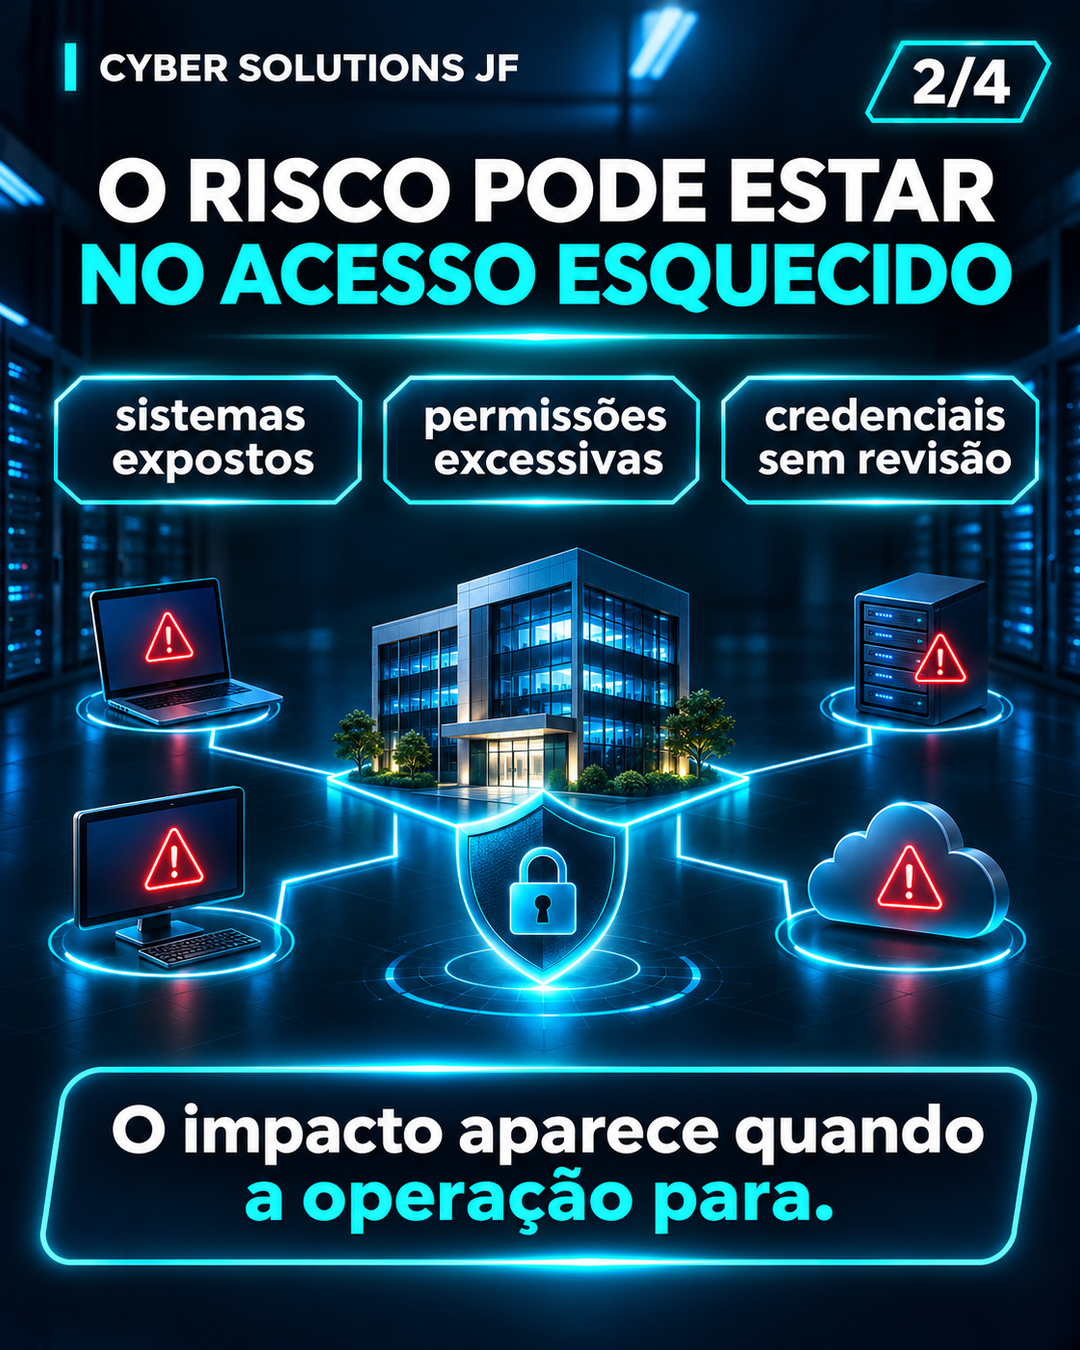 CYBER SOLUTIONS JF
2/4
O RISCO PODE ESTAR
NO ACESSO ESQUECIDO
sistemas
expostos
permissões
excessivas
credenciais
sem revisão
O impacto aparece quando
a operação para.